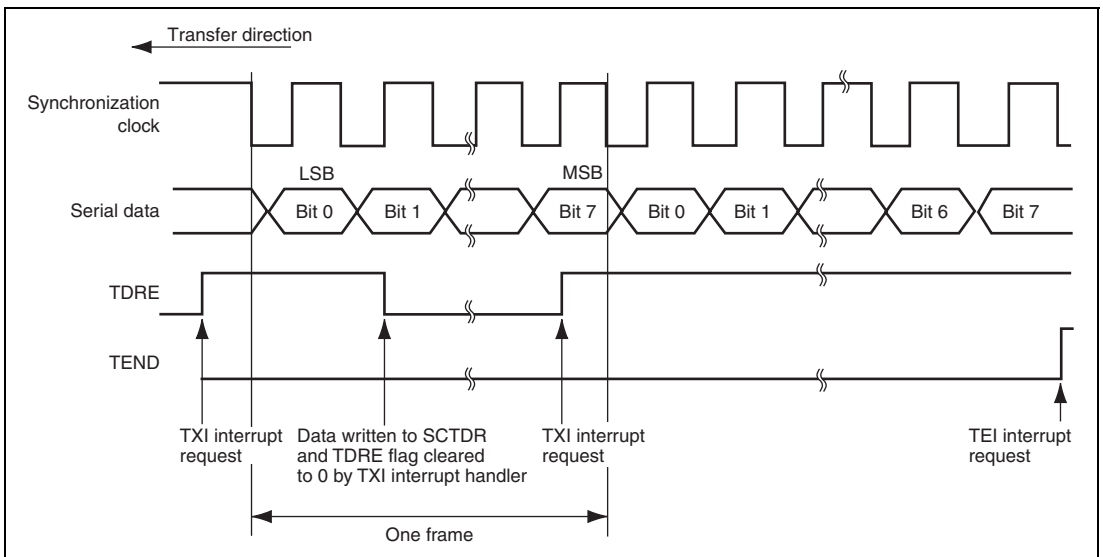 Transfer direction
Synchronization
clock
LSB
MSB
Serial data
Bit 0
Bit 1
Bit 7
Bit 0
Bit 1
Bit 6
Bit 7
TDRE
TEND
TXI interrupt
request
Data written to SCTDR
and TDRE flag cleared
to 0 by TXI interrupt handler
TXI interrupt
request
TEI interrupt
request
One frame